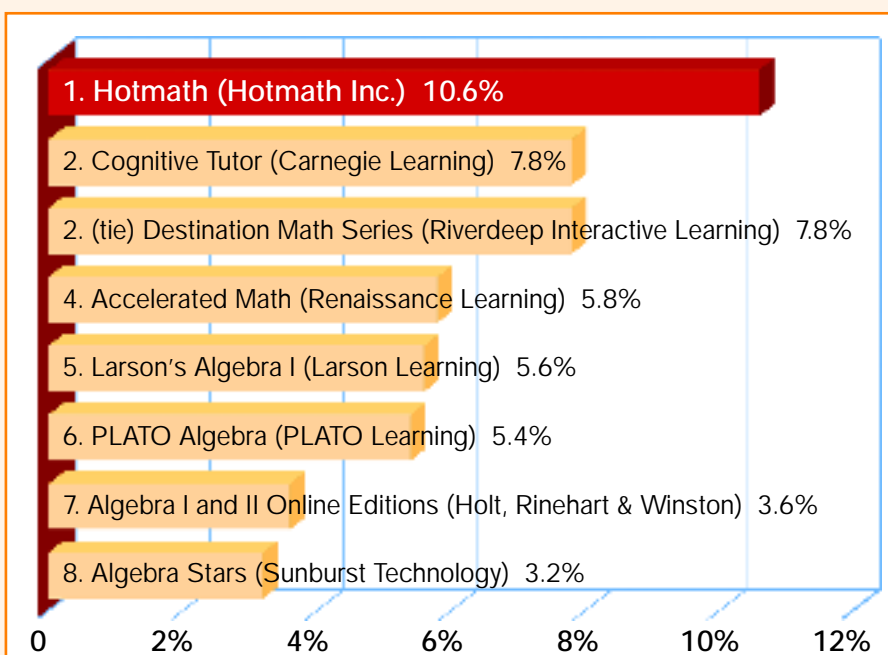 1. Hotmath (Hotmath Inc.) 10.6%
2. Cognitive Tutor (Carnegie Learning) 7.8%
2. (tie) Destination Math Series (Riverdeep Interactive Learning) 7.8%
4. Accelerated Math (Renaissance Learning) 5.8%
5. Larson's Algebra I (Larson Learning) 5.6%
6. PLATO Algebra (PLATO Learning) 5.4%
7. Algebra I and II Online Editions (Holt, Rinehart & Winston) 3.6%
8. Algebra Stars (Sunburst Technology) 3.2%
0 2% 4% 6% 8% 10% 12%